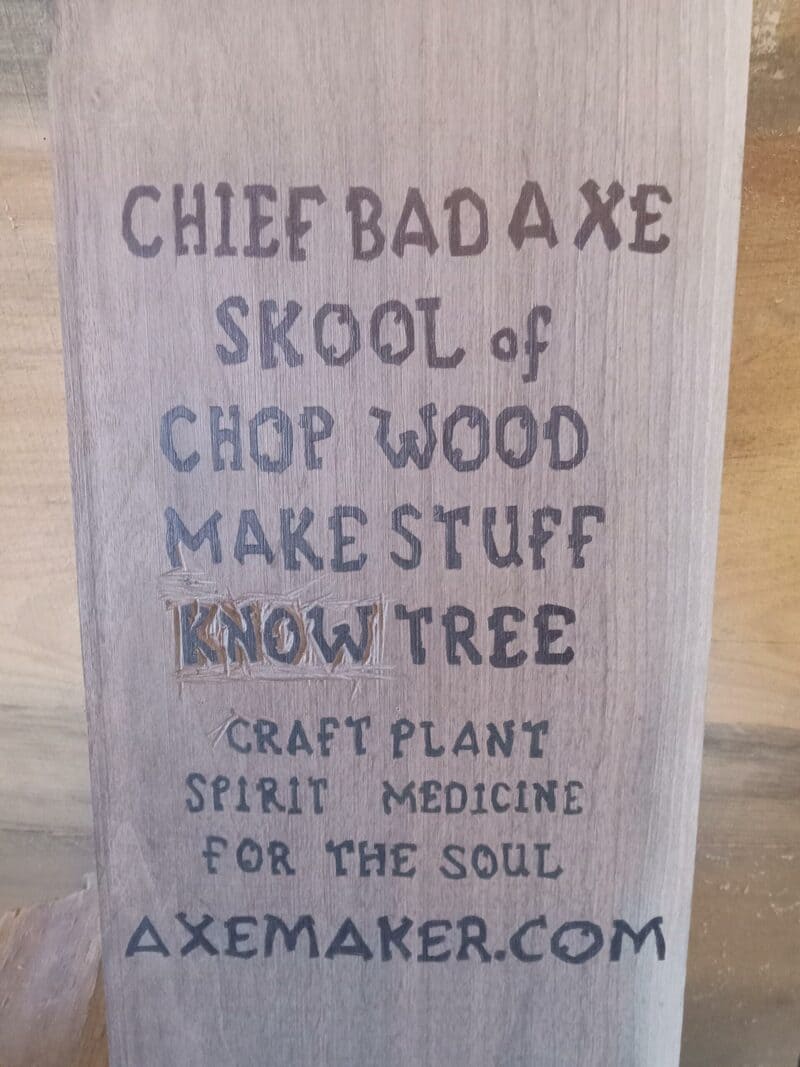 CHIEF BAD AXE
SKOOL of
CHOP WOOD
MAKE STUFF
KNOW TREE
CRAFT PLANT
SPIRIT MEDICINE
FOR THE SOUL
AXEMAKER.COM